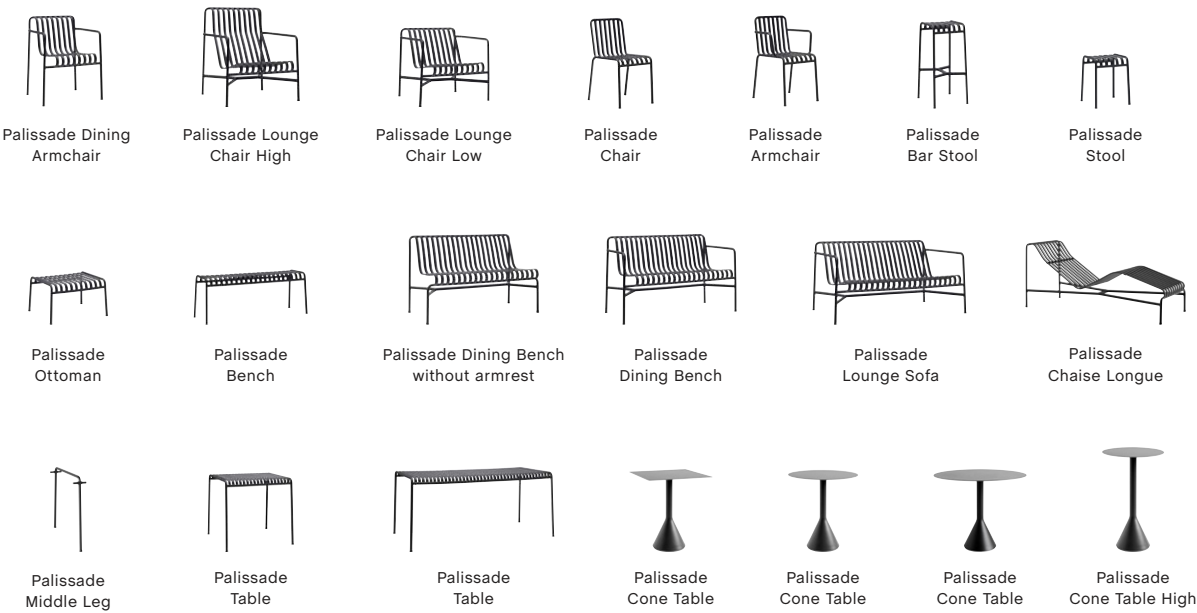 Palissade Dining
Armchair
Palissade Lounge
Chair High
Palissade Lounge
Chair Low
Palissade
Chair
Palissade
Armchair
Palissade
Bar Stool
Palissade
Stool
Palissade
Ottoman
Palissade
Bench
Palissade Dining Bench
without armrest
Palissade
Dining Bench
Palissade
Lounge Sofa
Palissade
Chaise Longue
Palissade
Middle Leg
Palissade
Table
Palissade
Table
Palissade
Cone Table
Palissade
Cone Table
Palissade
Cone Table
Palissade
Cone Table High